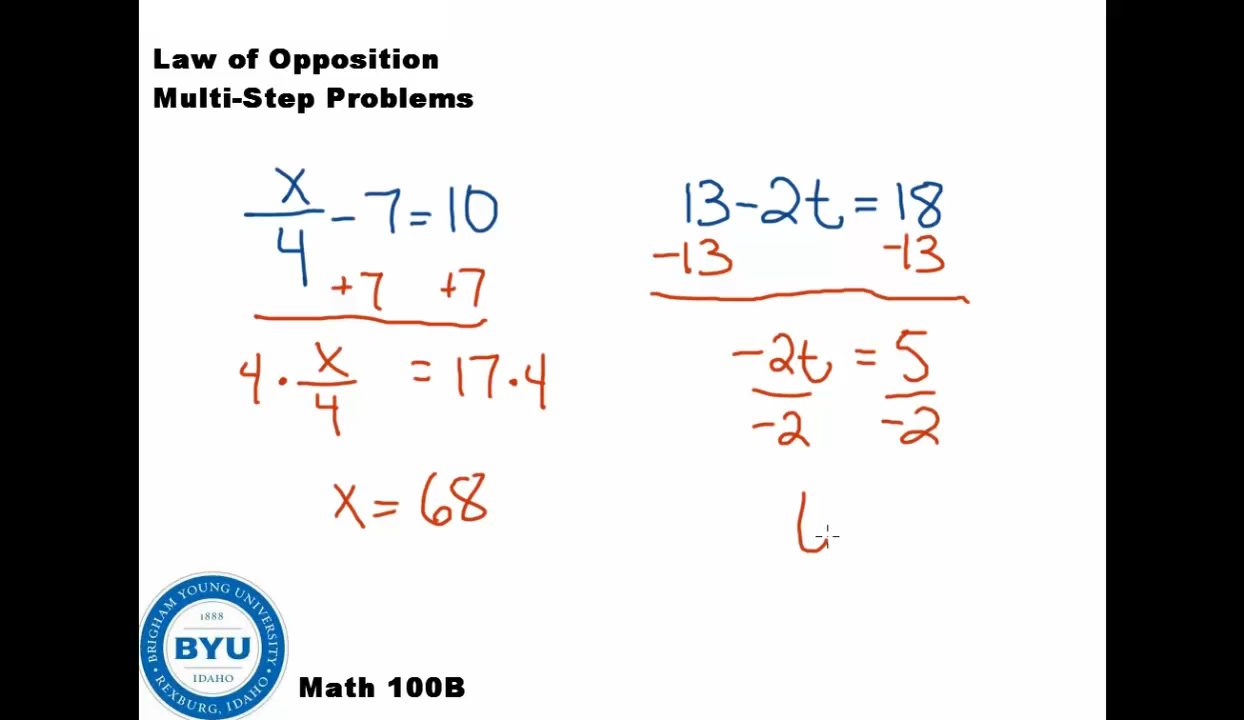 Law of Opposition
Multi-Step Problems
x/4 - 7 = 10
+7 +7
4 · x/4 = 17 · 4
x = 68
13 - 2t = 18
-13 -13
-2t = 5
-2 -2
BRIGHAM YOUNG UNIVERSITY
1888
BYU
IDAHO
REXBURG, IDAHO
Math 100B